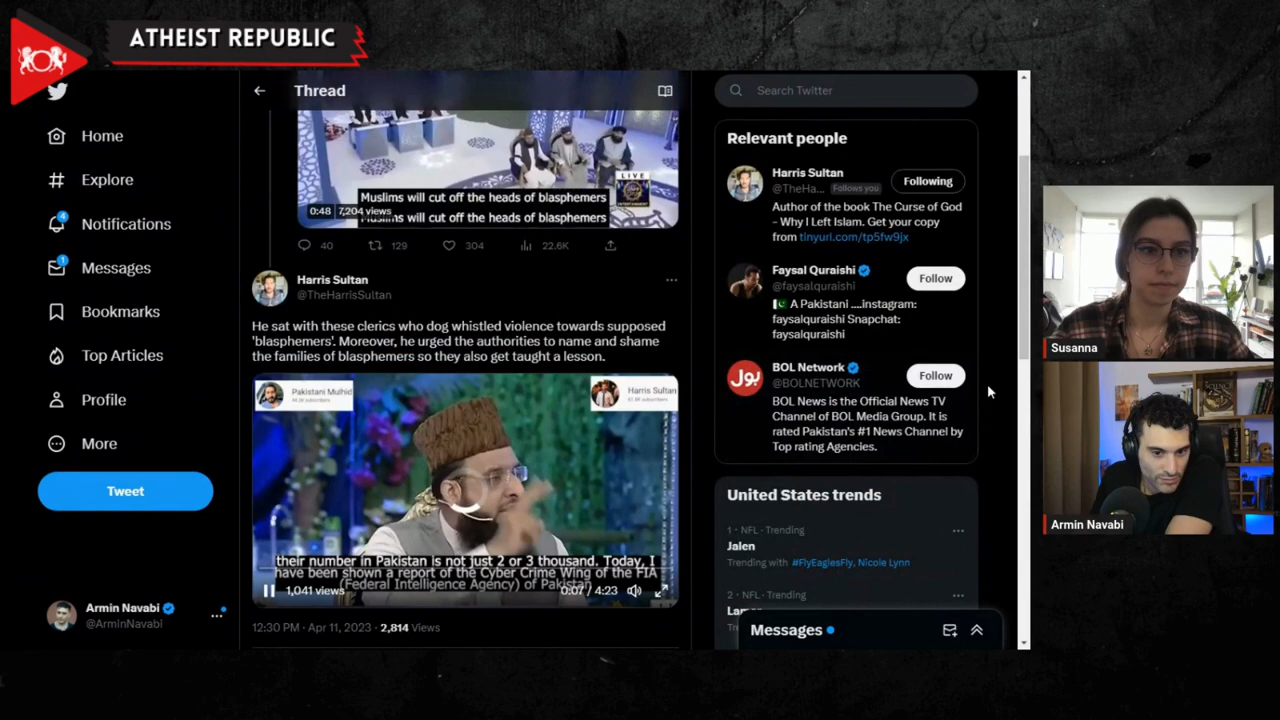 ATHEIST REPUBLIC
Home
Explore
4
Notifications
1
Messages
Bookmarks
Top Articles
Profile
More
Tweet
Armin Navabi
@ArminNavabi
Thread
Muslims will cut off the heads of blasphemers
0:48 7,204 views
will cut off the heads of blasphemers
LIVE
40 129 304 22.6K
Harris Sultan
@TheHarrisSultan
He sat with these clerics who dog whistled violence towards supposed
'blasphemers'. Moreover, he urged the authorities to name and shame
the families of blasphemers so they also get taught a lesson.
Pakistani Mulhid
Harris Sultan
their number in Pakistan is not just 2 or 3 thousand. Today, I
have been shown a report of the Cyber Crime Wing of the FIA
(Federal Intelligence Agency) of Pakistan
1,041 views 0:07 / 4:23
12:30 PM · Apr 11, 2023 · 2,814 Views
Search Twitter
Relevant people
Harris Sultan
@TheHa... Follows you
Following
Author of the book The Curse of God
- Why I Left Islam. Get your copy
from tinyurl.com/tp5fw9jx
Faysal Quraishi
@faysalquraishi
Follow
A Pakistani ....instagram:
faysalquraishi Snapchat:
faysalquraishi
بول
BOL Network
@BOLNETWORK
Follow
BOL News is the Official News TV
Channel of BOL Media Group. It is
rated Pakistan's #1 News Channel by
Top rating Agencies.
United States trends
1 · NFL · Trending
Jalen
Trending with #FlyEaglesFly, Nicole Lynn
2 · NFL · Trending
Messages
Susanna
Armin Navabi